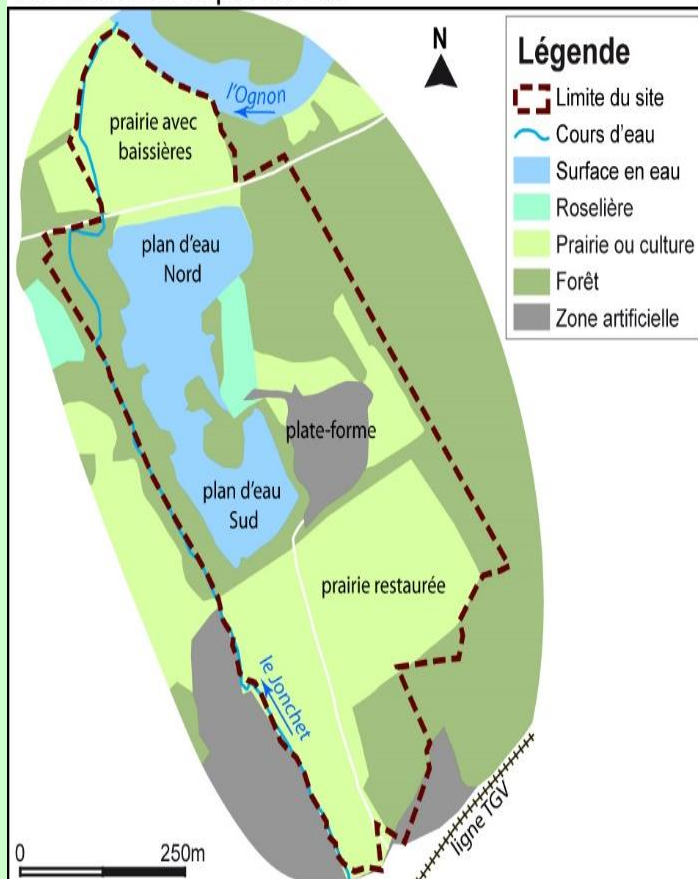 N
l'Ognon
prairie avec
baissières
plan d'eau
Nord
plate-forme
plan d'eau
Sud
prairie restaurée
le Jonchet
ligne TGV
0 250m
Légende
Limite du site
Cours d'eau
Surface en eau
Roselière
Prairie ou culture
Forêt
Zone artificielle